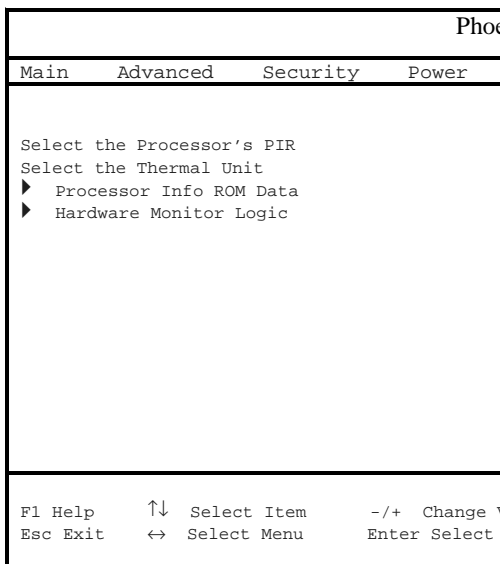 Phoe
Main Advanced Security Power
Select the Processor's PIR
Select the Thermal Unit
Processor Info ROM Data
Hardware Monitor Logic
F1 Help ↑↓ Select Item -/+ Change
Esc Exit ↔ Select Menu Enter Select